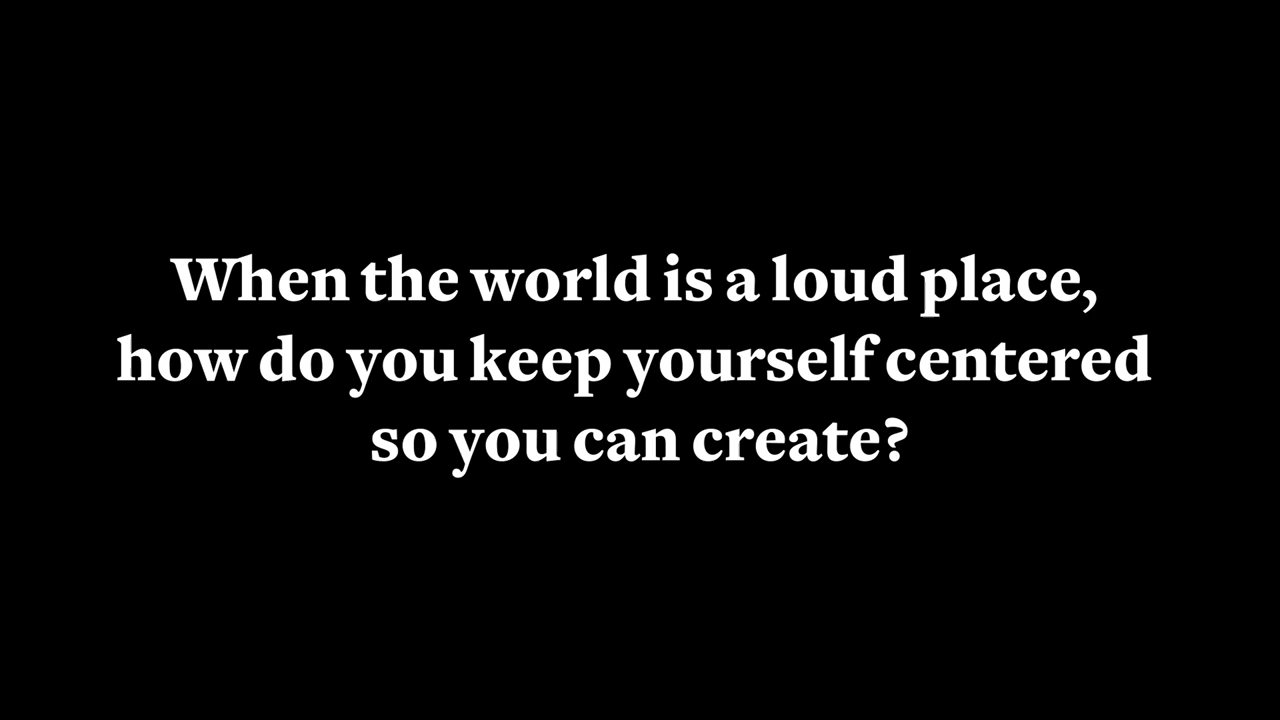 When the world is a loud place,
how do you keep yourself centered
so you can create?